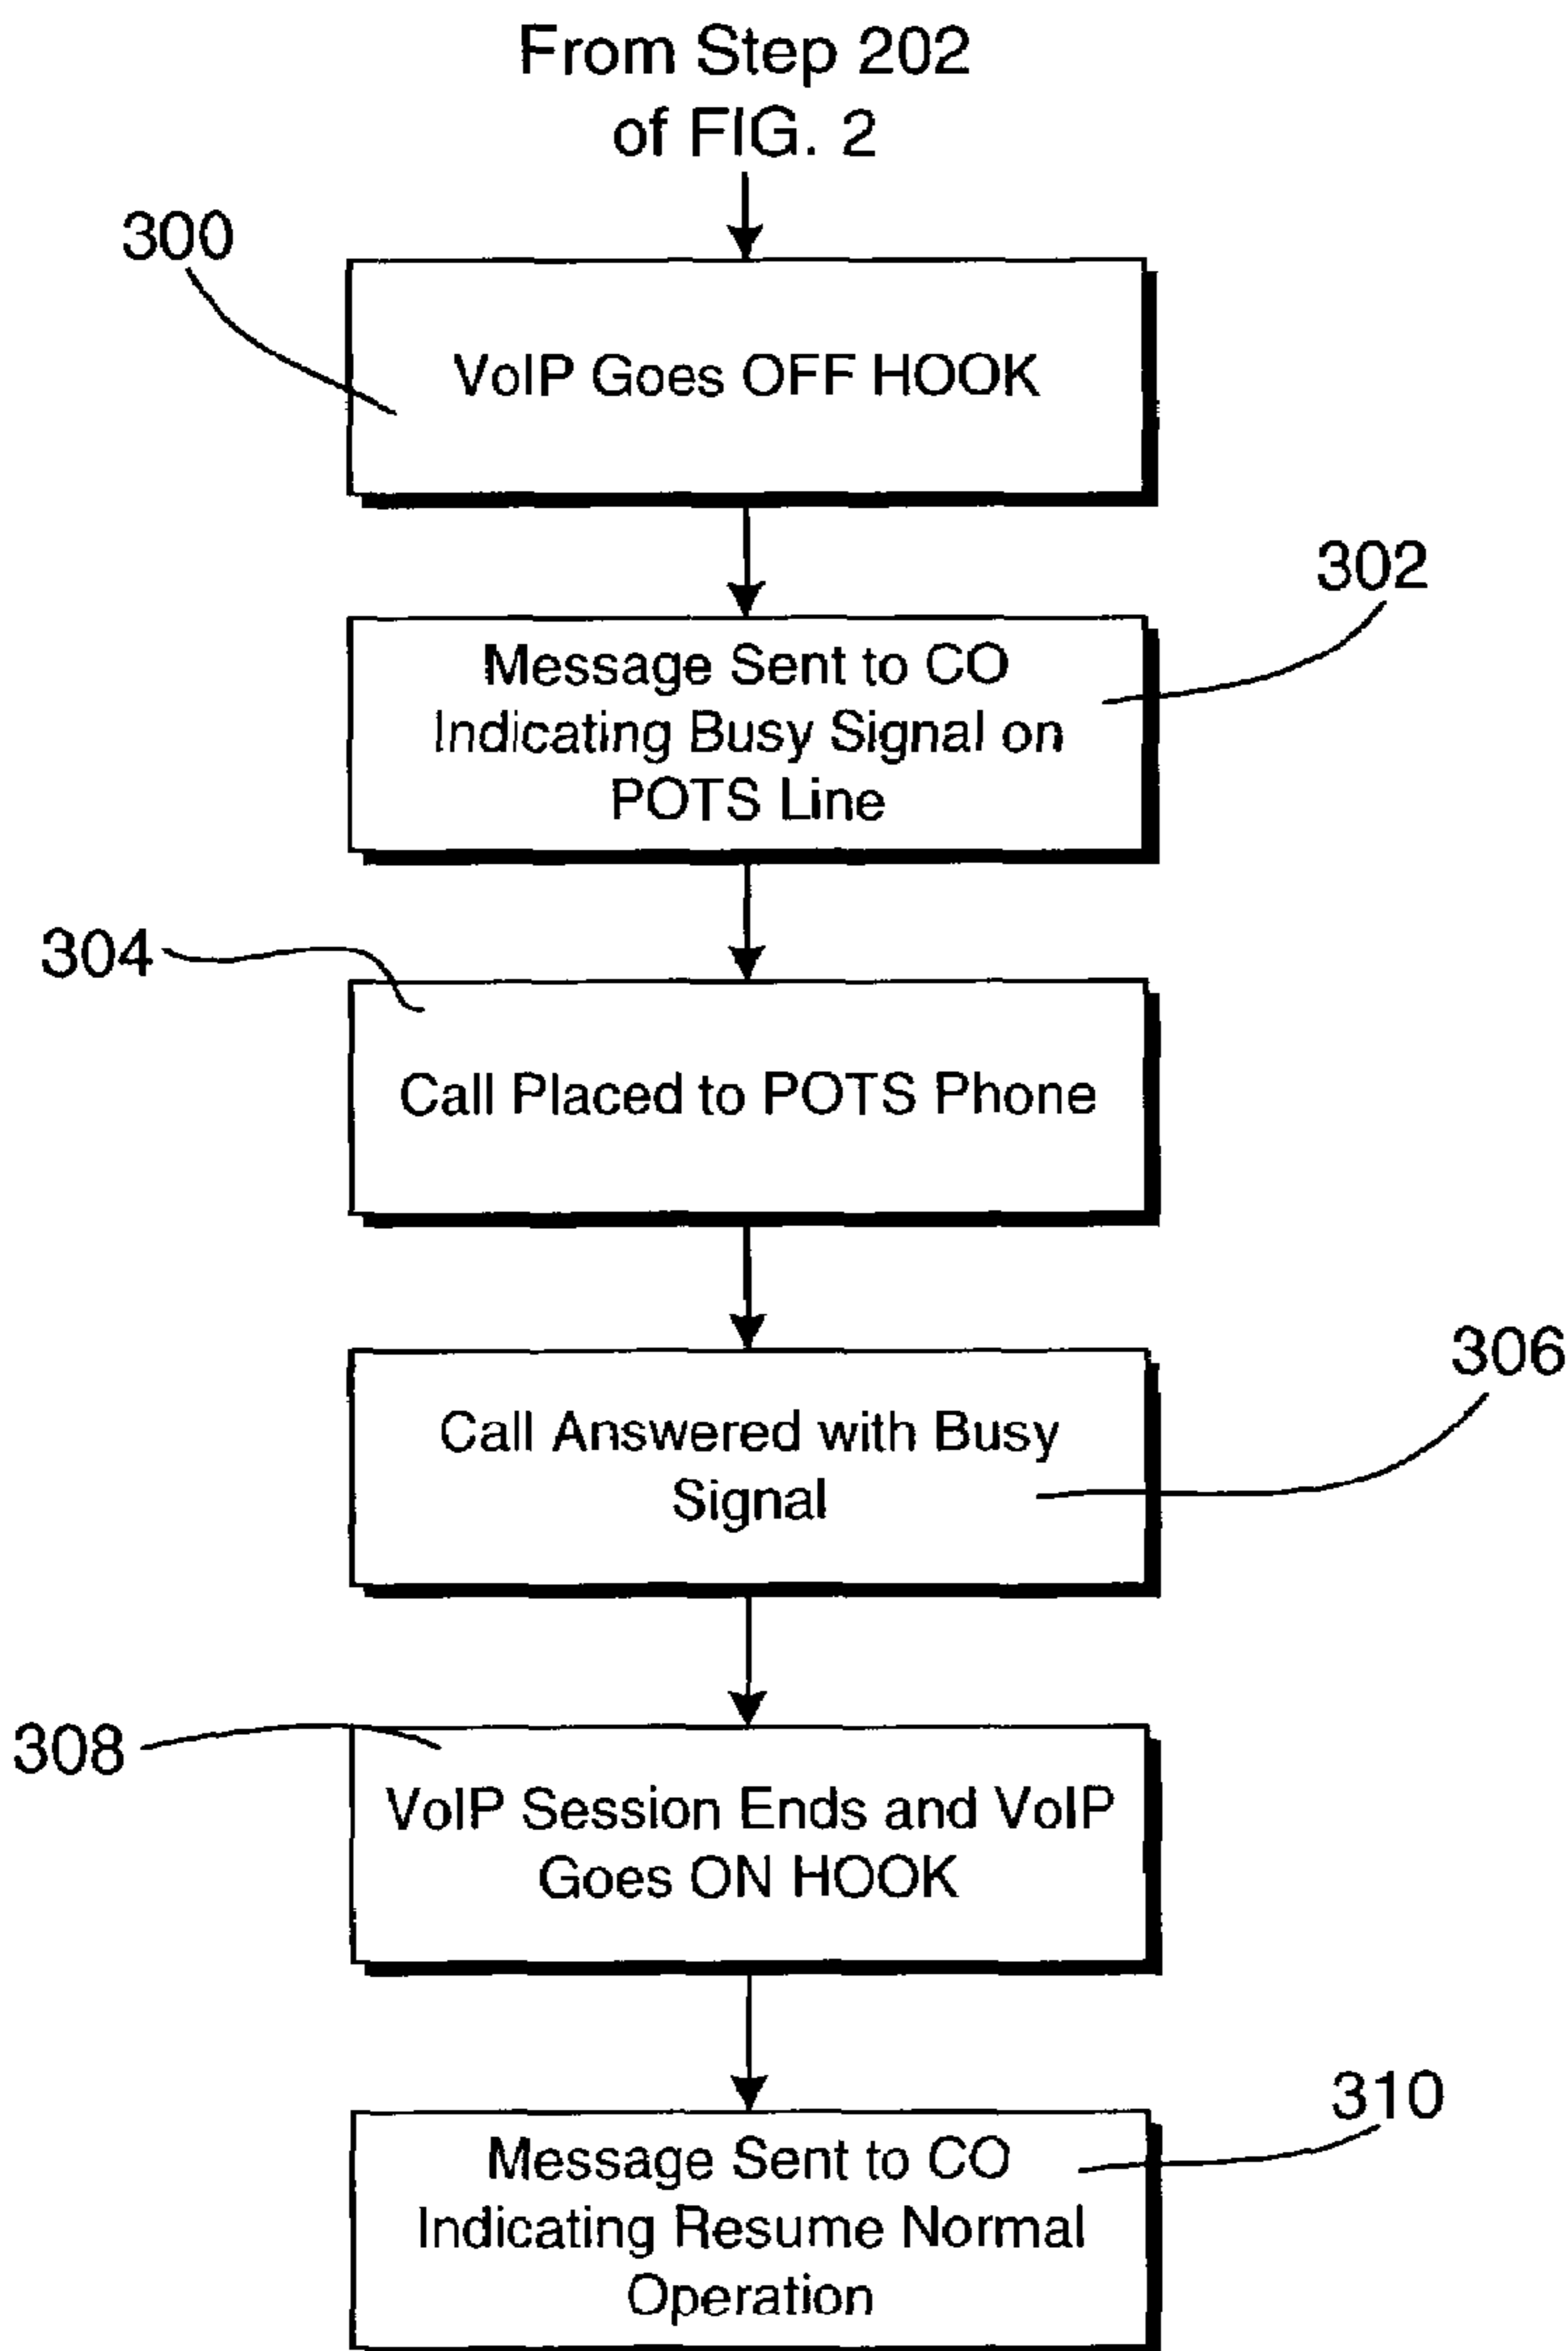 From Step 202
of FIG. 2
300
VoIP Goes OFF HOOK
302
Message Sent to CO
Indicating Busy Signal on
POTS Line
304
Call Placed to POTS Phone
306
Call Answered with Busy
Signal
308
VoIP Session Ends and VoIP
Goes ON HOOK
310
Message Sent to CO
Indicating Resume Normal
Operation